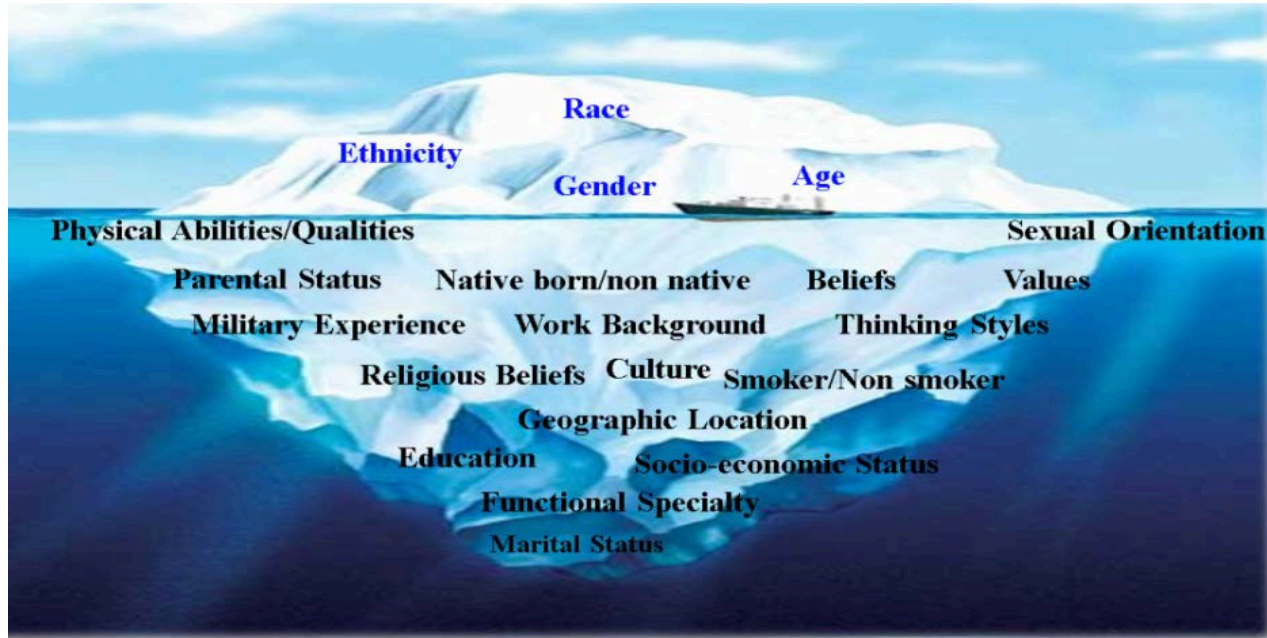 Race
Ethnicity
Gender
Age
Physical Abilities/Qualities
Sexual Orientation
Parental Status
Native born/non native
Beliefs
Values
Military Experience
Work Background
Thinking Styles
Religious Beliefs
Culture
Smoker/Non smoker
Geographic Location
Education
Socio-economic Status
Functional Specialty
Marital Status